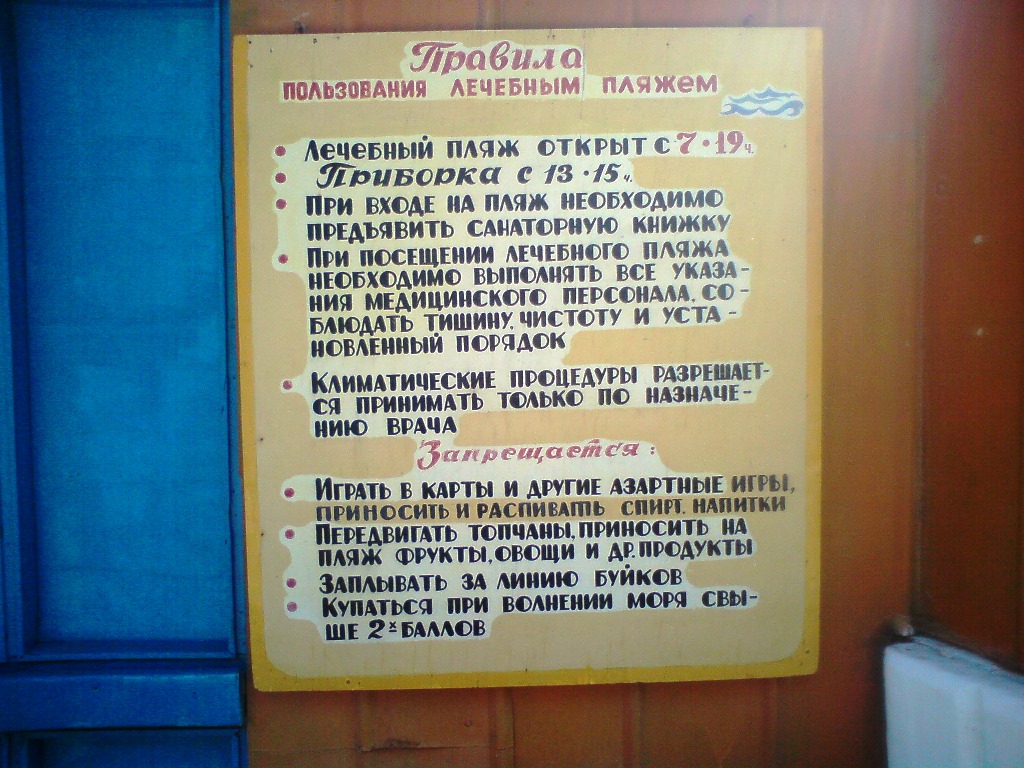 Правила
ПОЛЬЗОВАНИЯ ЛЕЧЕБНЫМ ПЛЯЖЕМ
• ЛЕЧЕБНЫЙ ПЛЯЖ ОТКРЫТ С 7•19ч.
• ПРИБОРКА С 13•15ч.
• ПРИ ВХОДЕ НА ПЛЯЖ НЕОБХОДИМО
ПРЕДЪЯВИТЬ САНАТОРНУЮ КНИЖКУ
• ПРИ ПОСЕЩЕНИИ ЛЕЧЕБНОГО ПЛЯЖА
НЕОБХОДИМО ВЫПОЛНЯТЬ ВСЕ УКАЗА-
НИЯ МЕДИЦИНСКОГО ПЕРСОНАЛА, СО-
БЛЮДАТЬ ТИШИНУ, ЧИСТОТУ И УСТА-
НОВЛЕННЫЙ ПОРЯДОК
• КЛИМАТИЧЕСКИЕ ПРОЦЕДУРЫ РАЗРЕШАЕТ-
СЯ ПРИНИМАТЬ ТОЛЬКО ПО НАЗНАЧЕ-
НИЮ ВРАЧА
Запрещается:
• ИГРАТЬ В КАРТЫ И ДРУГИЕ АЗАРТНЫЕ ИГРЫ,
ПРИНОСИТЬ И РАСПИВАТЬ СПИРТ. НАПИТКИ
• ПЕРЕДВИГАТЬ ТОПЧАНЫ, ПРИНОСИТЬ НА
ПЛЯЖ ФРУКТЫ, ОВОЩИ И ДР. ПРОДУКТЫ
• ЗАПЛЫВАТЬ ЗА ЛИНИЮ БУЙКОВ
• КУПАТЬСЯ ПРИ ВОЛНЕНИИ МОРЯ СВЫ-
ШЕ 2х БАЛЛОВ